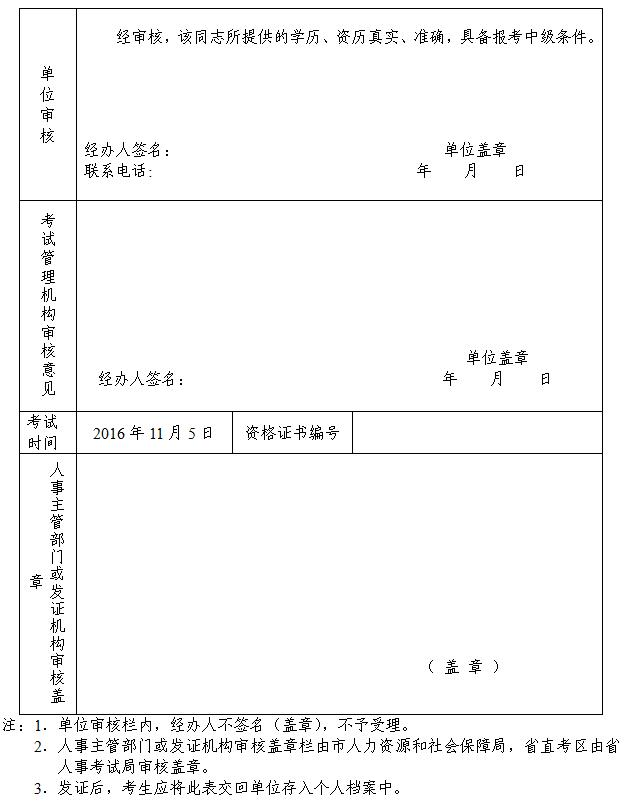 单位审核
经审核，该同志所提供的学历、资历真实、准确，具备报考中级条件。
经办人签名：
单位盖章
联系电话：
年 月 日
考试管理机构审核意见
单位盖章
经办人签名：
年 月 日
考试
时间
2016 年 11 月 5 日
资格证书编号
人事主管部门或发证机构审核盖
章
（ 盖 章 ）
注：1．单位审核栏内，经办人不签名（盖章），不予受理。
2．人事主管部门或发证机构审核盖章栏由市人力资源和社会保障局，省直考区由省
人事考试局审核盖章。
3．发证后，考生应将此表交回单位存入个人档案中。